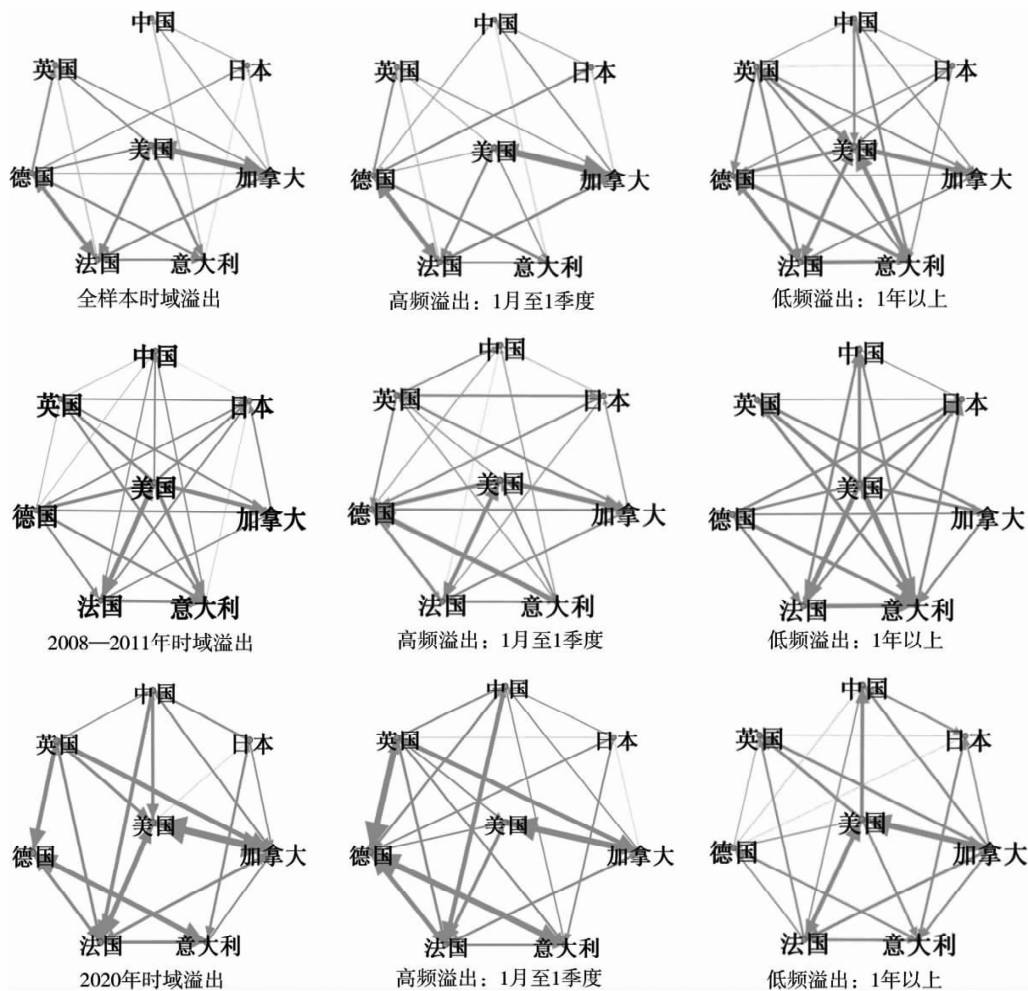 中国
英国
日本
美国
德国
加拿大
法国
意大利
全样本时域溢出
中国
英国
日本
美国
德国
加拿大
法国
意大利
高频溢出：1月至1季度
中国
英国
日本
美国
德国
加拿大
法国
意大利
低频溢出：1年以上
中国
英国
日本
美国
德国
加拿大
法国
意大利
2008—2011年时域溢出
中国
英国
日本
美国
德国
加拿大
法国
意大利
高频溢出：1月至1季度
中国
英国
日本
美国
德国
加拿大
法国
意大利
低频溢出：1年以上
中国
英国
日本
美国
德国
加拿大
法国
意大利
2020年时域溢出
中国
英国
日本
美国
德国
加拿大
法国
意大利
高频溢出：1月至1季度
中国
英国
日本
美国
德国
加拿大
法国
意大利
低频溢出：1年以上